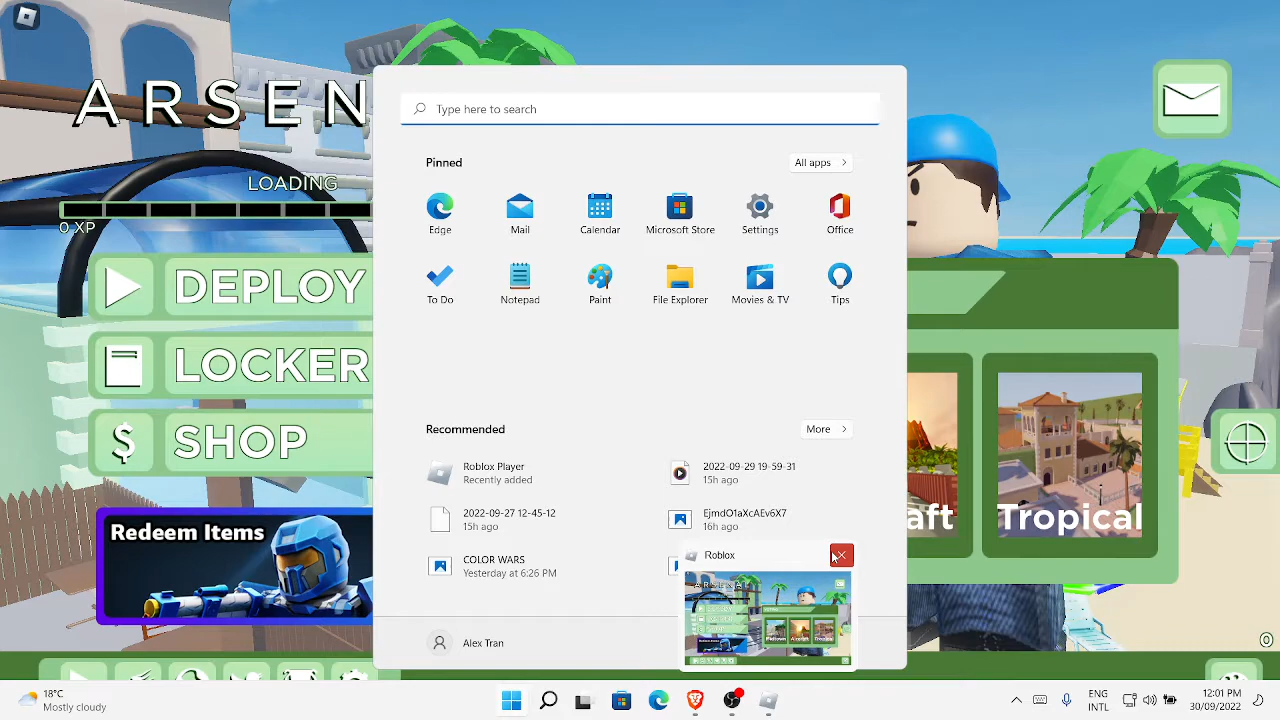 ARSEN
LOADING
0 XP
DEPLOY
LOCKER
$ SHOP
Redeem Items
Type here to search
Pinned
All apps
Edge
Mail
Calendar
Microsoft Store
Settings
Office
To Do
Notepad
Paint
File Explorer
Movies & TV
Tips
Recommended
More
Roblox Player
Recently added
2022-09-29 19-59-31
15h ago
2022-09-27 12-45-12
15h ago
EjmdO1aXcAEv6X7
16h ago
COLOR WARS
Yesterday at 6:26 PM
Roblox
Alex Tran
aft
Tropical
18°C
Mostly cloudy
ENG
INTL
12:01 PM
30/09/2022